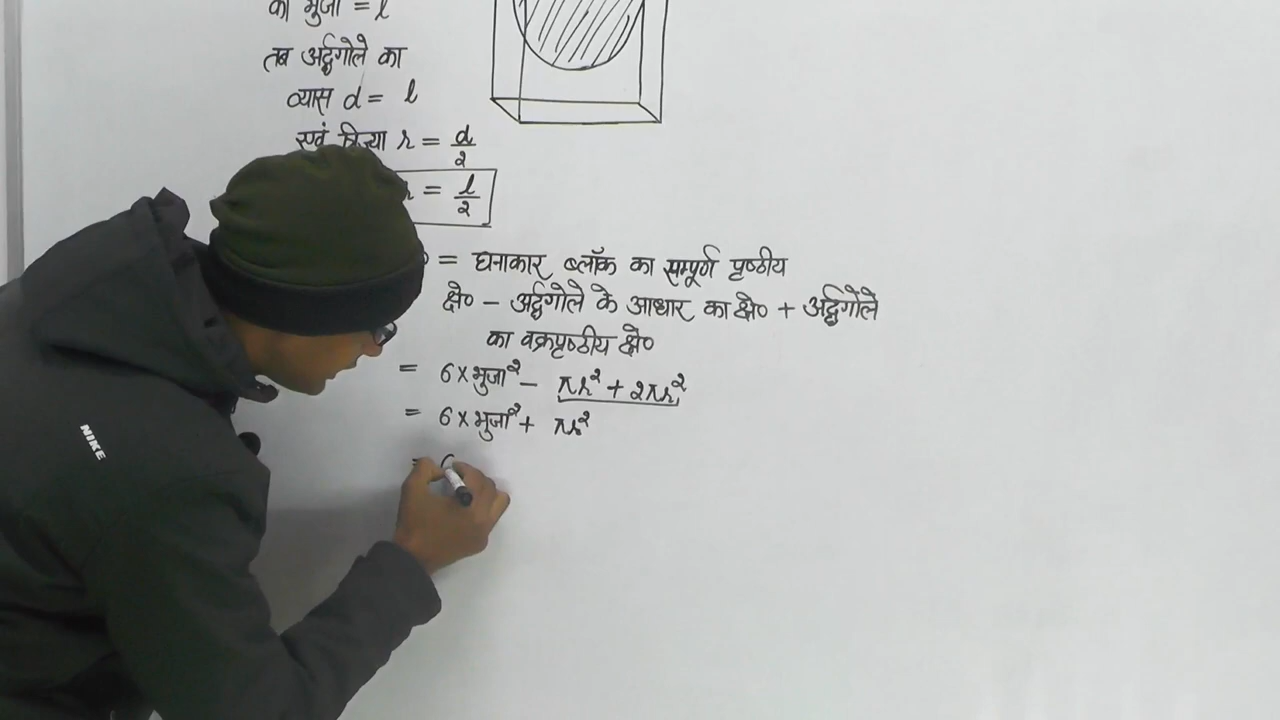 का भुजा = l
तब अर्द्धगोले का
व्यास d = l
एवं त्रिज्या r = d/2
r = l/2
= घनाकार ब्लॉक का सम्पूर्ण पृष्ठीय
क्षे० - अर्द्धगोले के आधार का क्षे० + अर्द्धगोले
का वक्रपृष्ठीय क्षे०
= 6 × भुजा² - πr² + 2πr²
= 6 × भुजा² + πr²
=
NIKE